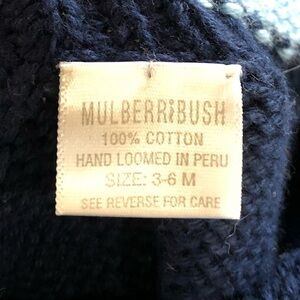 MULBERRIBUSH
100% COTTON
HAND LOOMED IN PERU
SIZE: 3-6 M
SEE REVERSE FOR CARE